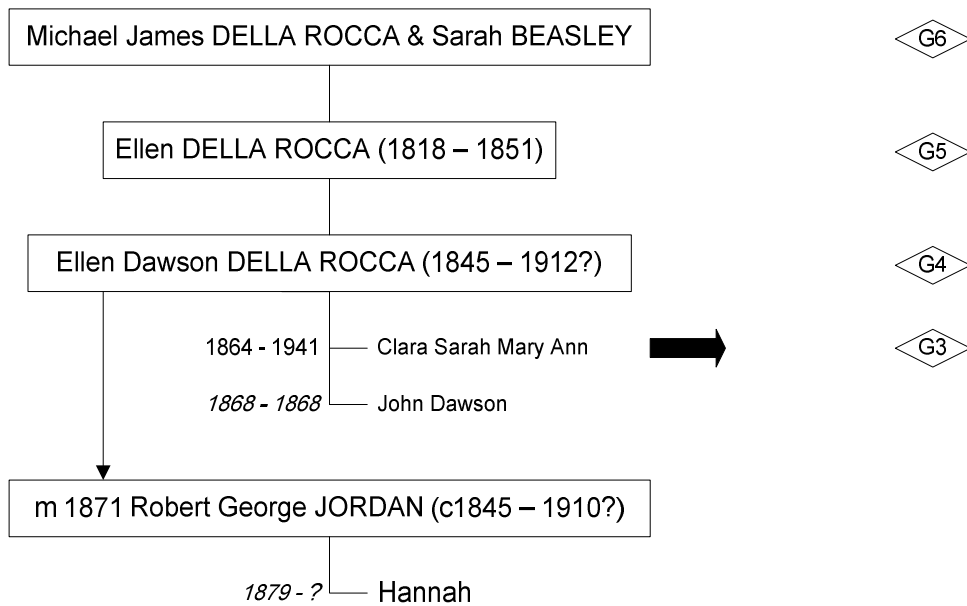 Michael James DELLA ROCCA & Sarah BEASLEY
G6
Ellen DELLA ROCCA (1818 – 1851)
G5
Ellen Dawson DELLA ROCCA (1845 – 1912?)
G4
1864 - 1941 Clara Sarah Mary Ann
G3
1868 - 1868 John Dawson
m 1871 Robert George JORDAN (c1845 – 1910?)
1879 - ? Hannah